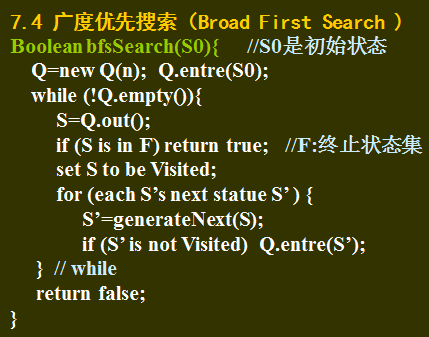 7.4 广度优先搜索（Broad First Search ）
Boolean bfsSearch(S0){ //S0是初始状态
Q=new Q(n); Q.entre(S0);
while (!Q.empty()){
S=Q.out();
if (S is in F) return true; //F:终止状态集
set S to be Visited;
for (each S’s next statue S’ ) {
S’=generateNext(S);
if (S’ is not Visited) Q.entre(S’);
} // while
return false;
}